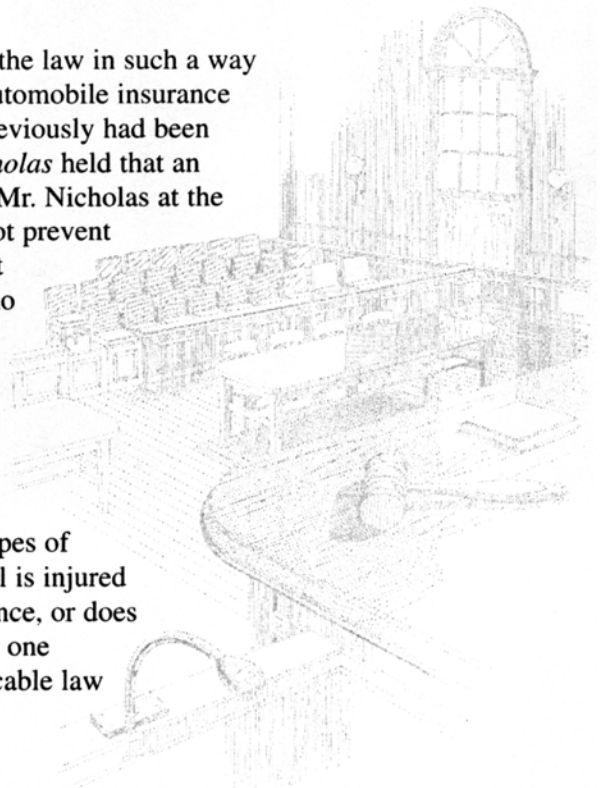 the law in such a way
utomobile insurance
eviously had been
holas held that an
Mr. Nicholas at the
ot prevent
t
o
pes of
l is injured
nce, or does
one
cable law